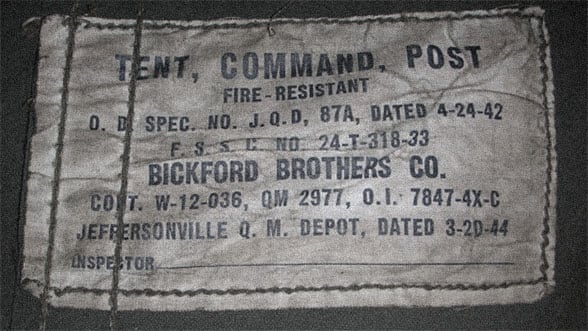 TENT, COMMAND, POST
FIRE-RESISTANT
O. D. SPEC. NO. J.Q.D, 87A, DATED 4-24-42
F. S. S. C. NO. 24-T-318-33
BICKFORD BROTHERS CO.
CONT. W-12-036, QM 2977, O.I. 7847-4X-C
JEFFERSONVILLE Q. M. DEPOT, DATED 3-20-44
INSPECTOR